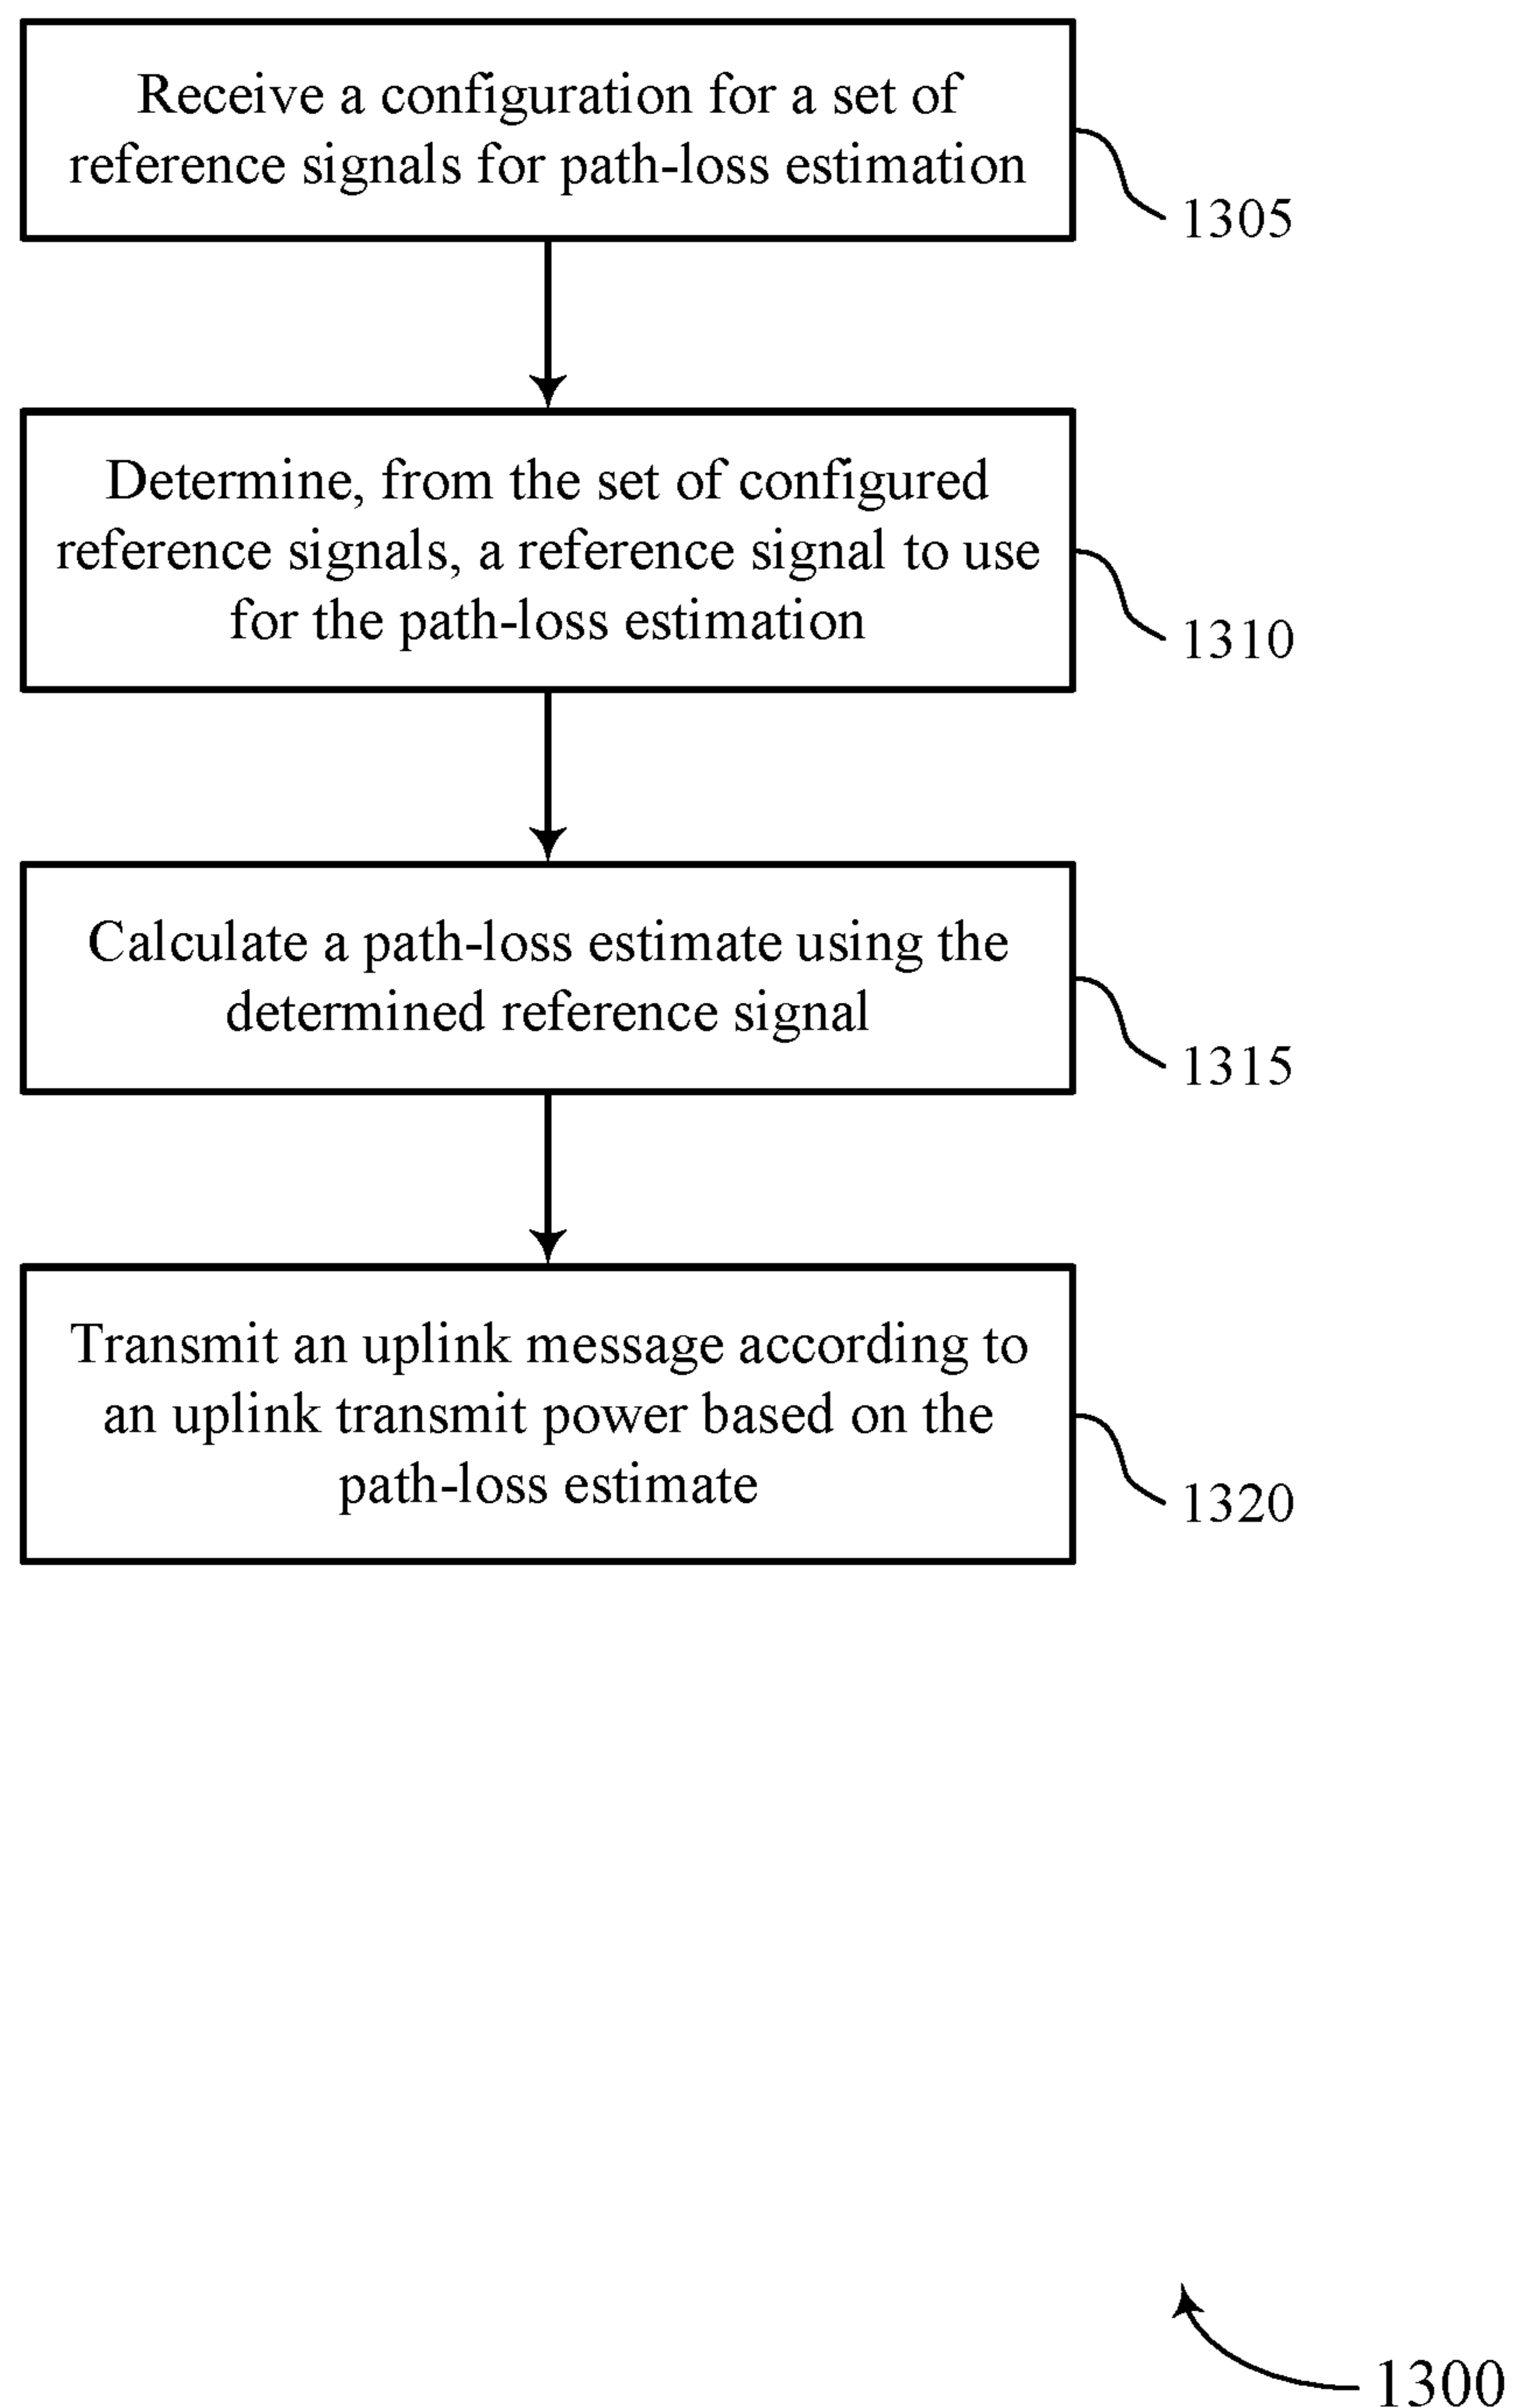 Receive a configuration for a set of
reference signals for path-loss estimation
1305
Determine, from the set of configured
reference signals, a reference signal to use
for the path-loss estimation
1310
Calculate a path-loss estimate using the
determined reference signal
1315
Transmit an uplink message according to
an uplink transmit power based on the
path-loss estimate
1320
1300